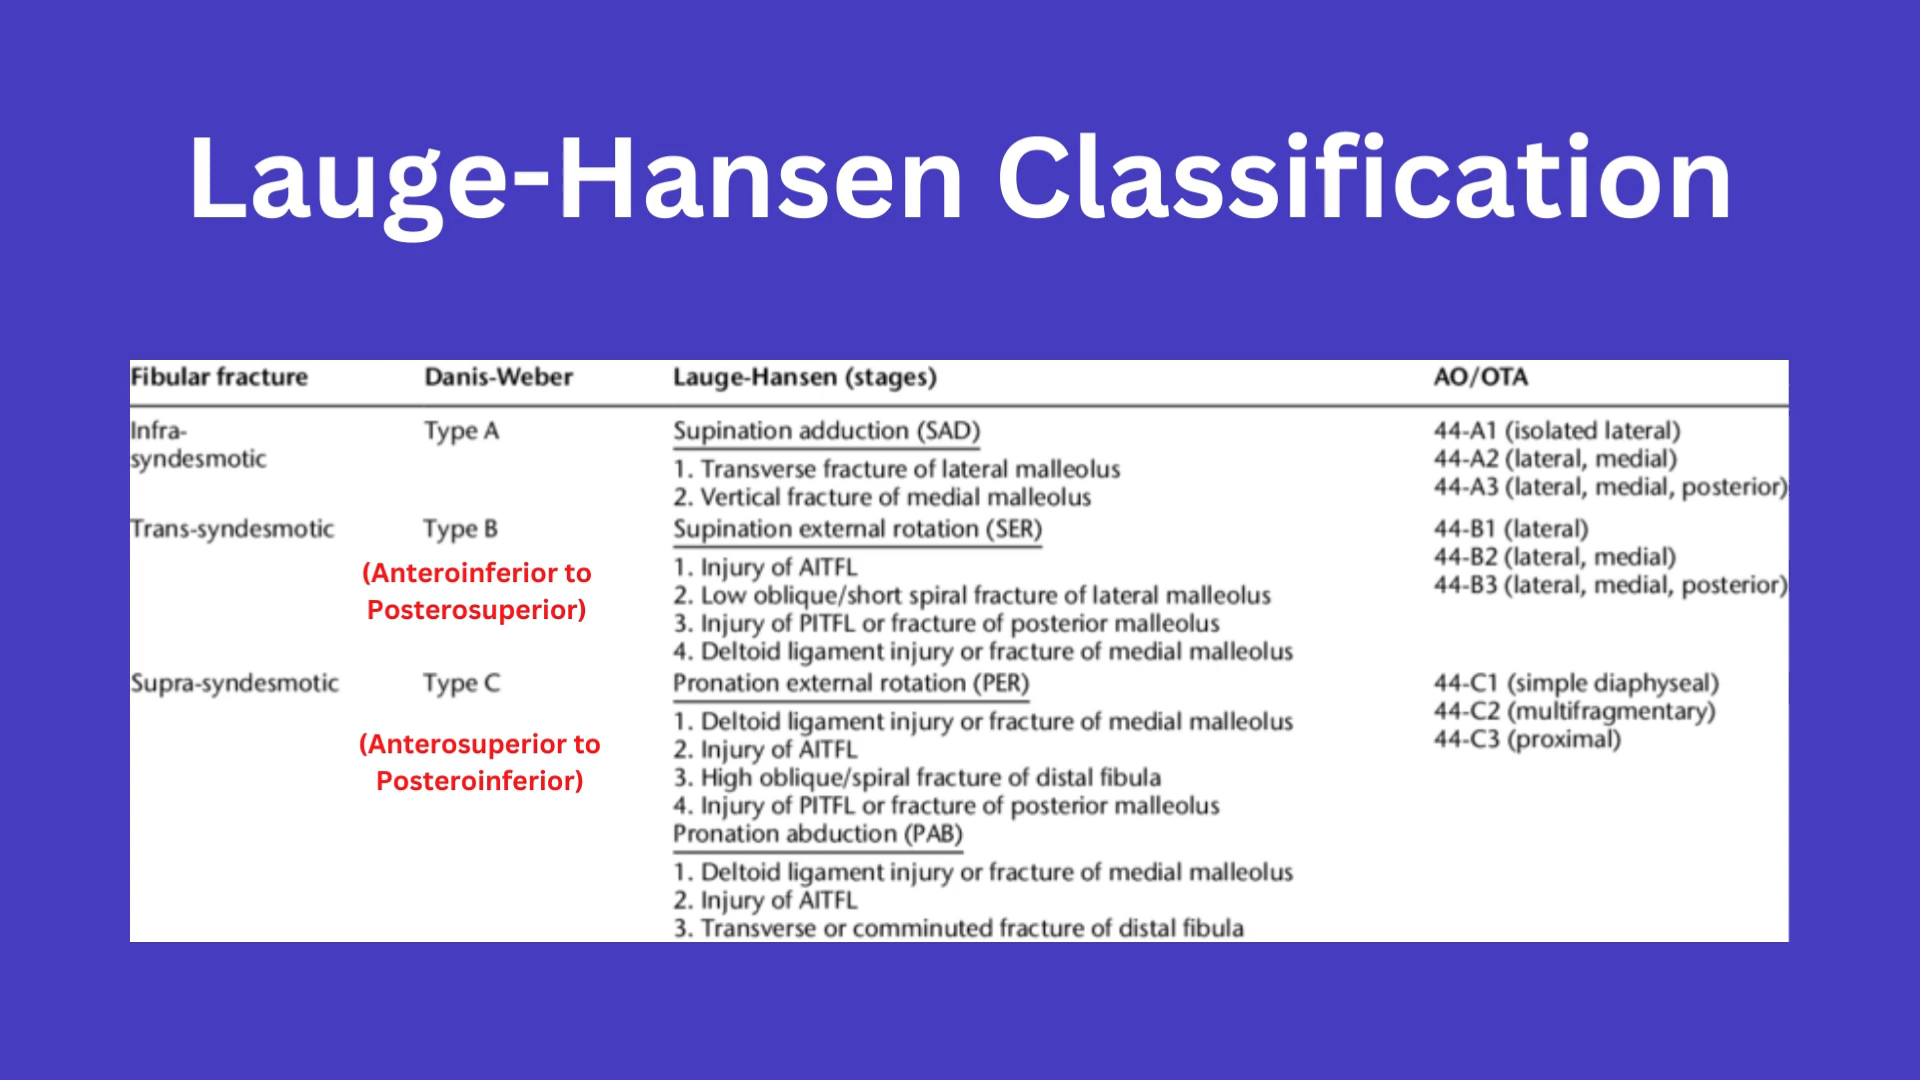 Lauge-Hansen Classification
Fibular fracture Danis-Weber Lauge-Hansen (stages) AO/OTA
Infra-
syndesmotic
Type A
Supination adduction (SAD)
1. Transverse fracture of lateral malleolus
2. Vertical fracture of medial malleolus
44-A1 (isolated lateral)
44-A2 (lateral, medial)
44-A3 (lateral, medial, posterior)
Trans-syndesmotic
Type B
(Anteroinferior to
Posterosuperior)
Supination external rotation (SER)
1. Injury of AITFL
2. Low oblique/short spiral fracture of lateral malleolus
3. Injury of PITFL or fracture of posterior malleolus
4. Deltoid ligament injury or fracture of medial malleolus
44-B1 (lateral)
44-B2 (lateral, medial)
44-B3 (lateral, medial, posterior)
Supra-syndesmotic
Type C
(Anterosuperior to
Posteroinferior)
Pronation external rotation (PER)
1. Deltoid ligament injury or fracture of medial malleolus
2. Injury of AITFL
3. High oblique/spiral fracture of distal fibula
4. Injury of PITFL or fracture of posterior malleolus
Pronation abduction (PAB)
1. Deltoid ligament injury or fracture of medial malleolus
2. Injury of AITFL
3. Transverse or comminuted fracture of distal fibula
44-C1 (simple diaphyseal)
44-C2 (multifragmentary)
44-C3 (proximal)